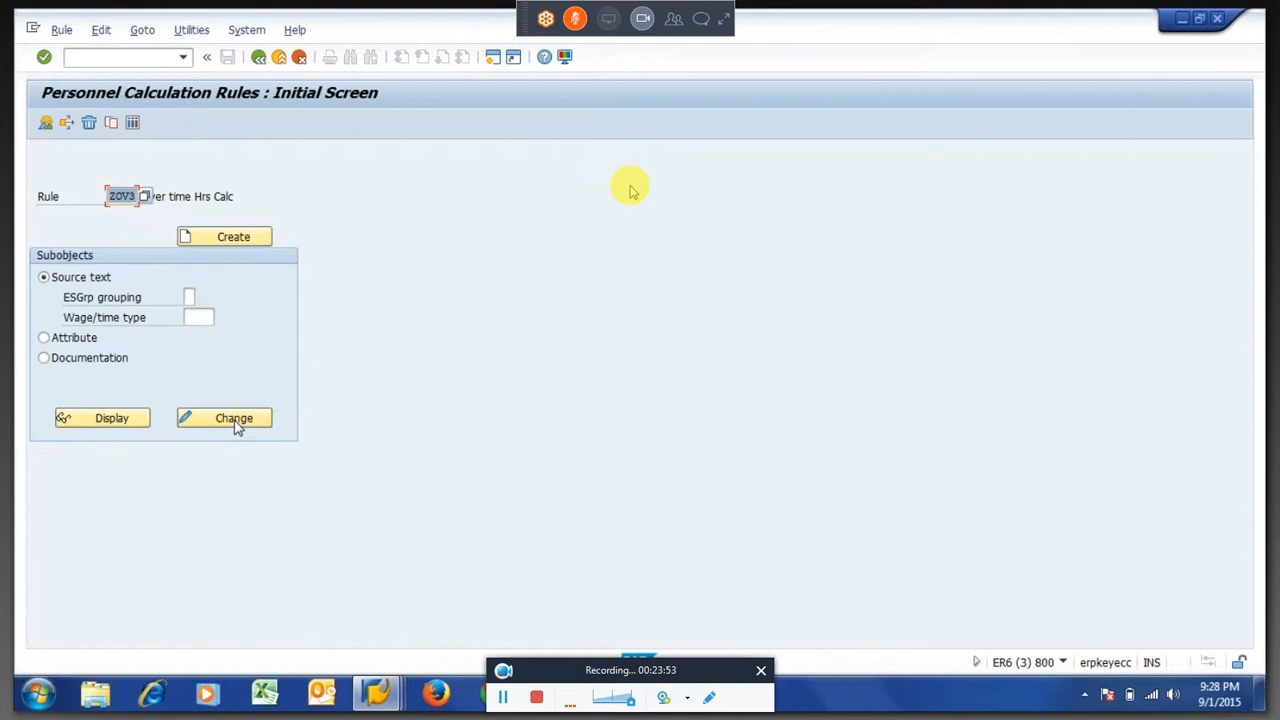 Rule Edit Goto Utilities System Help
Personnel Calculation Rules : Initial Screen
Rule ZOV3 ver time Hrs Calc
Create
Subobjects
Source text
ESGrp grouping
Wage/time type
Attribute
Documentation
Display Change
ER6 (3) 800 erpkeyecc INS
Recording... 00:23:53
9:28 PM
9/1/2015